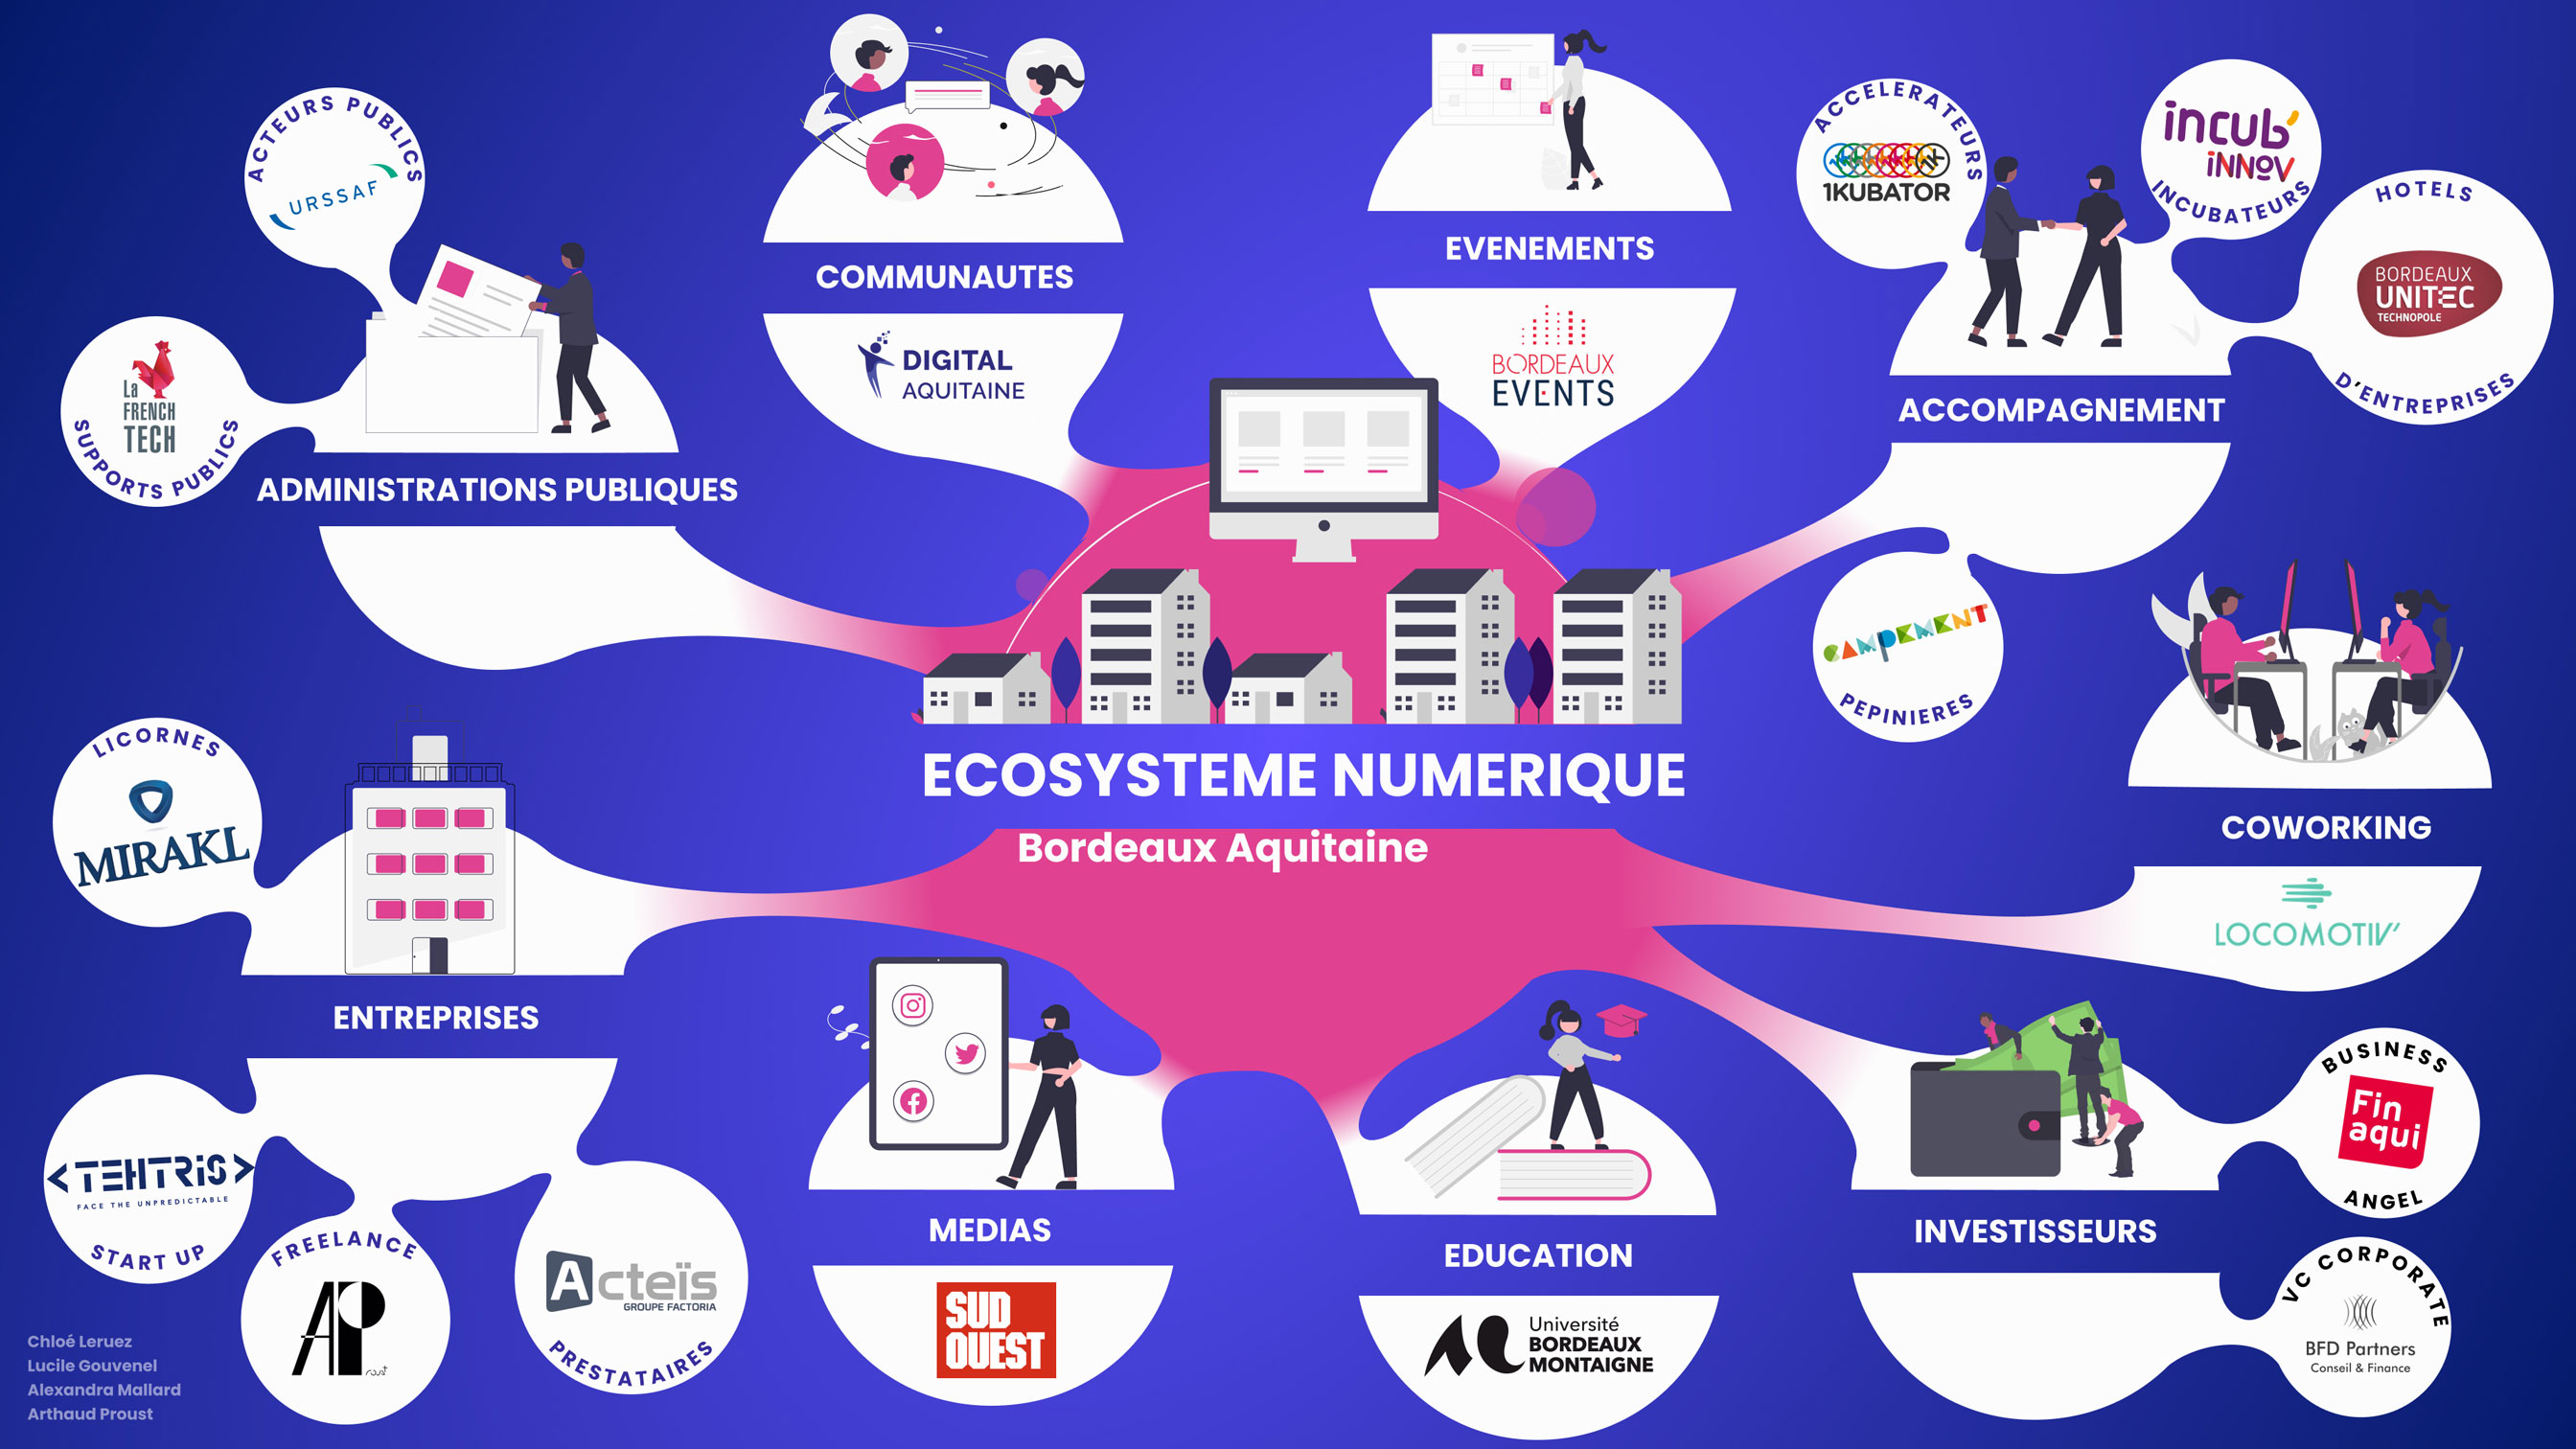 ACTEURS PUBLICS
URSSAF
La
FRENCH
TECH
SUPPORTS PUBLICS
ADMINISTRATIONS PUBLIQUES
COMMUNAUTES
DIGITAL
AQUITAINE
EVENEMENTS
BORDEAUX
EVENTS
ACCELERATEURS
1KUBATOR
incub'
iNNOV
INCUBATEURS
HOTELS
BORDEAUX
UNITEC
TECHNOPOLE
D'ENTREPRISES
ACCOMPAGNEMENT
CAMPEMENT
PEPINIERES
ECOSYSTEME NUMERIQUE
Bordeaux Aquitaine
COWORKING
LOCOMOTIV'
LICORNES
MIRAKL
ENTREPRISES
<TEHTRiS>
FACE THE UNPREDICTABLE
START UP
FREELANCE
AP
Acteïs
GROUPE FACTORIA
PRESTATAIRES
MEDIAS
SUD
OUEST
EDUCATION
Université
BORDEAUX
MONTAIGNE
INVESTISSEURS
BUSINESS
Fin
aqui
ANGEL
VC CORPORATE
BFD Partners
Conseil & Finance
Chloé Leruez
Lucile Gouvenel
Alexandra Mallard
Arthaud Proust